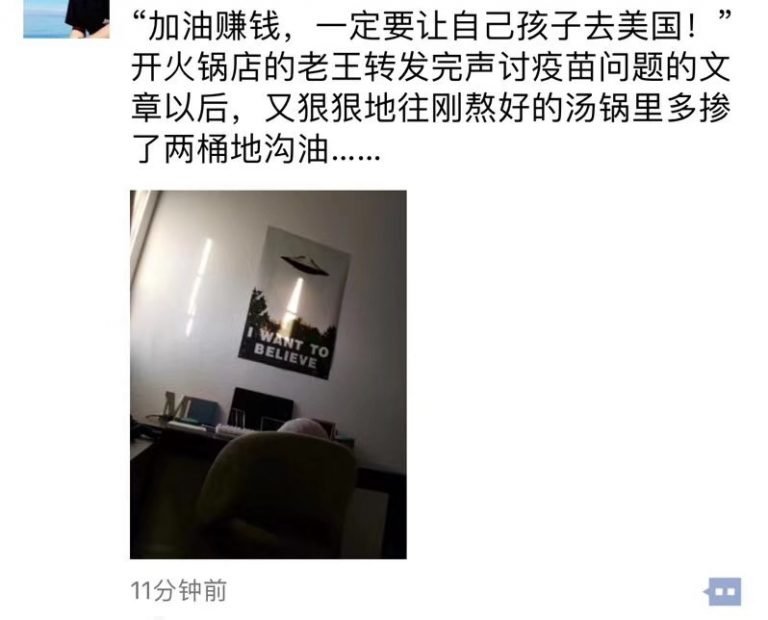 “加油赚钱，一定要让自己孩子去美国！”
开火锅店的老王转发完声讨疫苗问题的文
章以后，又狠狠地往刚熬好的汤锅里多掺
了两桶地沟油……
I WANT TO
BELIEVE
M
11分钟前